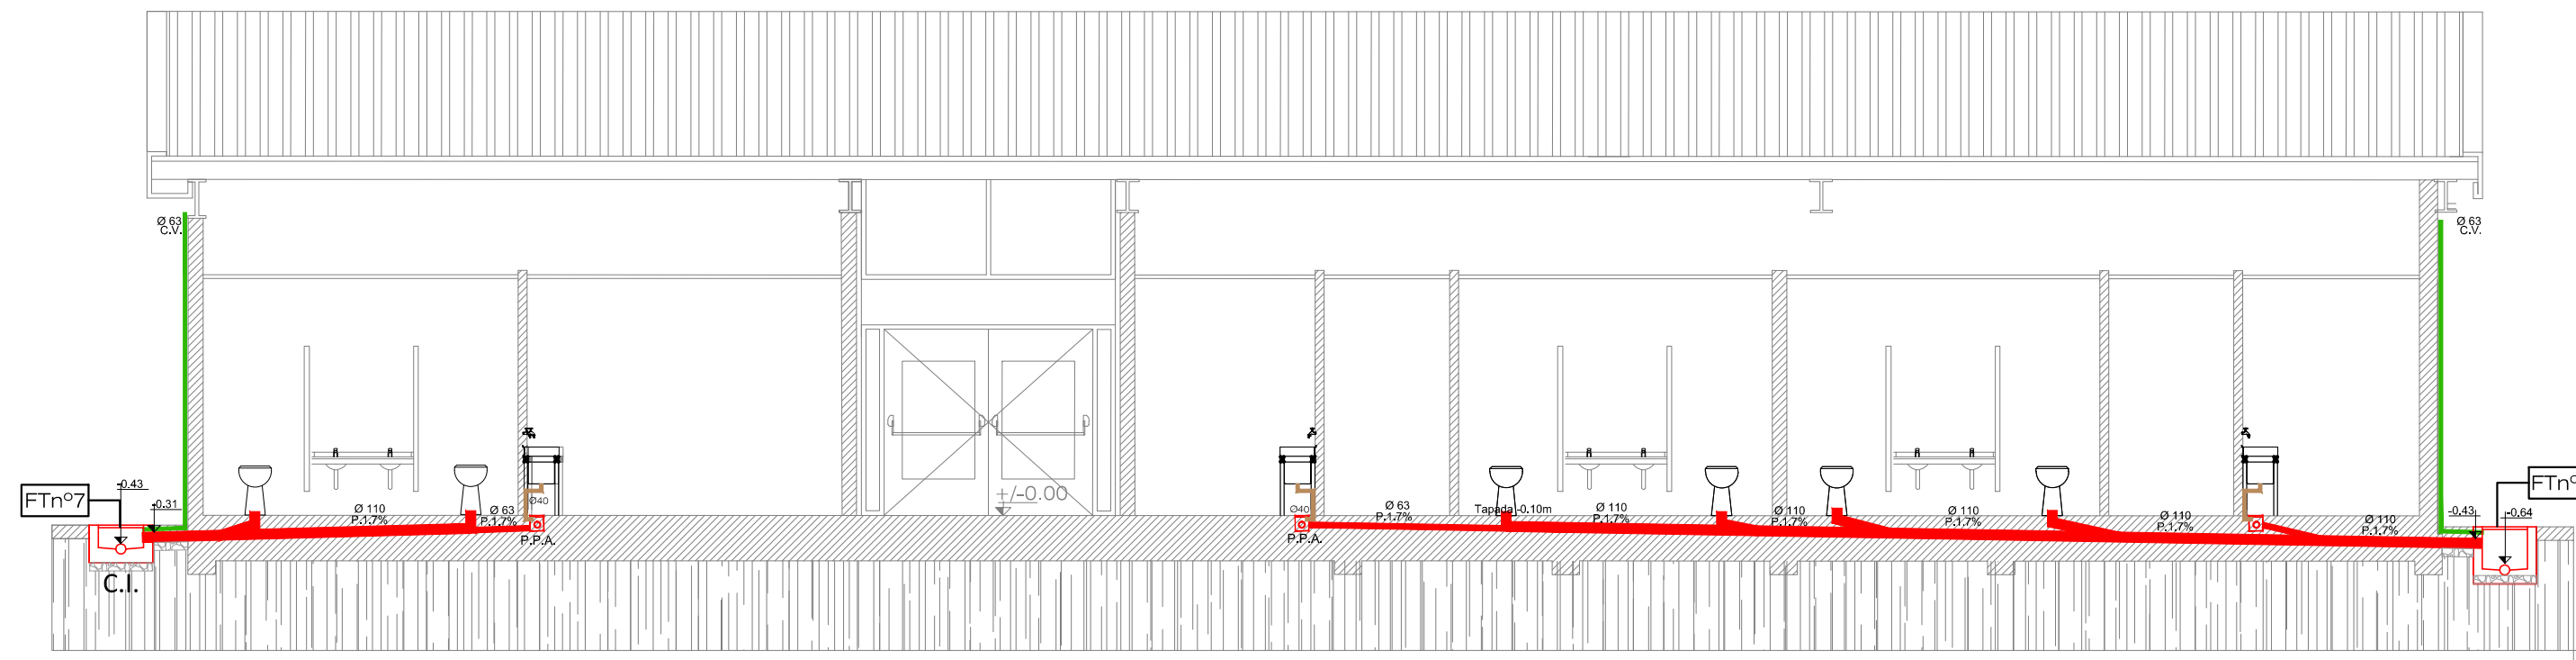 Ø 63
C.V.
Ø 63
C.V.
FTnº7
-0.43
-0.31
Ø 110
P.1.7%
Ø 63
P.1.7%
Ø40
P.P.A.
C.I.
+/-0.00
Ø40
P.P.A.
Ø 63
P.1.7%
Tapada -0.10m
Ø 110
P.1.7%
Ø 110
P.1.7%
Ø 110
P.1.7%
Ø 110
P.1.7%
Ø 110
P.1.7%
-0.43
-0.64
FTnº